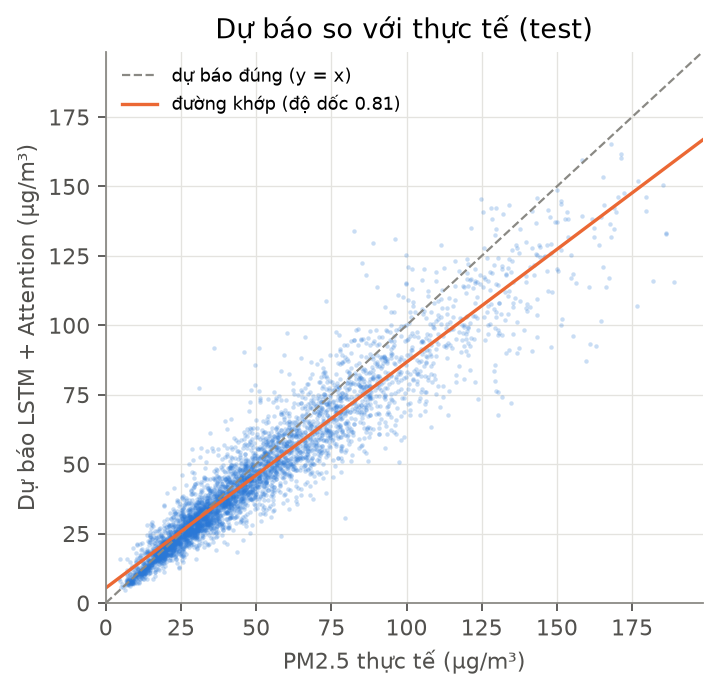 Dự báo so với thực tế (test)
dự báo đúng (y = x)
đường khớp (độ dốc 0.81)
Dự báo LSTM + Attention (µg/m³)
175
150
125
100
75
50
25
0
0 25 50 75 100 125 150 175
PM2.5 thực tế (µg/m³)